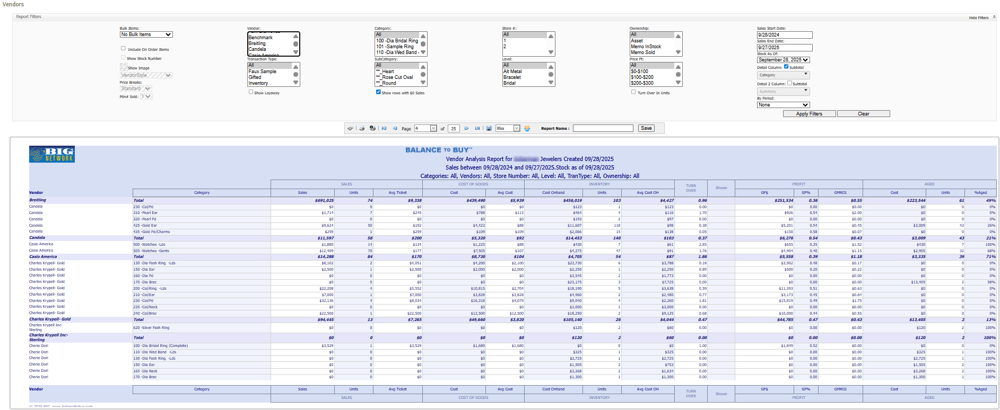 Vendors
Report Filters
Hide Filters
Bulk Items:
No Bulk Items
Include On Order Items
Show Stock Number
Show Image
VendorStyle
Price Breaks:
Standard
Min# Sold:
Vendor:
Benchmark
Breitling
Candela
Casio America
Transaction Type:
All
Faux Sample
Gifted
Inventory
Show Layaway
Category:
All
100 -Dia Bridal Ring
101 -Sample Ring
110 -Dia Wed Band -
SubCategory:
All
**_Heart
**_Rose Cut Oval
**_Round
Show rows with $0 Sales
Store #:
All
1
2
Level:
All
Alt Metal
Bracelet
Bridal
Ownership:
All
Asset
Memo InStock
Memo Sold
Price Pt:
All
$0-$100
$100-$200
$200-$300
Turn Over In Units
Sales Start Date:
9/28/2024
Sales End Date:
9/27/2025
Stock As Of:
September 28, 2025
Detail Column: Subtotal
Category
Detail 2 Column: Subtotal
Summary
By Period:
None
Apply Filters Clear
Page 4 of 25 Xlsx Report Name : Save
BIG NETWORK
BALANCE TO BUY™
Vendor Analysis Report for Jewelers Created 09/28/2025
Sales between 09/28/2024 and 09/27/2025.Stock as of 09/28/2025
Categories: All, Vendors: All, Store Number: All, Level: All, TranType: All, Ownership: All
SALES COST OF GOODS INVENTORY TURN OVER Shown PROFIT AGED
Vendor Category Sales Units Avg Ticket Cost Avg Cost Cost Onhand Units Avg Cost OH GP$ GP% GMROI Cost Units %Aged
Breitling Total $691,025 74 $9,338 $439,490 $5,939 $456,019 103 $4,427 0.96 $251,534 0.36 $0.55 $223,544 61 49%
Candela 230 -Col/Pd $0 0 $0 $0 $0 $123 1 $123 0.00 $0 0.00 $0.00 $0 0 0%
Candela 310 -Pearl Ear $1,714 7 $245 $788 $113 $464 4 $116 1.70 $926 0.54 $2.00 $0 0 0%
Candela 320 -Pearl Pd $0 0 $0 $0 $0 $193 2 $97 0.00 $0 0.00 $0.00 $0 0 0%
Candela 425 -Gold Ear $9,624 50 $192 $4,423 $88 $11,607 118 $98 0.38 $5,201 0.54 $0.45 $3,009 43 26%
Candela 435 -Gold Pd/Charms $259 1 $259 $109 $109 $2,066 15 $138 0.05 $150 0.58 $0.07 $0 0 0%
Candela Total $11,597 58 $200 $5,320 $92 $14,453 140 $103 0.37 $6,276 0.54 $0.43 $3,009 43 21%
Casio America 500 -Watches -Lds $1,880 14 $134 $1,225 $88 $430 7 $61 2.85 $655 0.35 $1.52 $430 7 100%
Casio America 505 -Watches -Gents $12,409 70 $177 $7,505 $107 $4,275 47 $91 1.76 $4,904 0.40 $1.15 $2,905 32 68%
Casio America Total $14,288 84 $170 $8,730 $104 $4,705 54 $87 1.86 $5,558 0.39 $1.18 $3,335 39 71%
Charles Krypell- Gold 130 -Dia Fash Ring -Lds $8,102 2 $4,051 $4,200 $2,100 $22,730 6 $3,788 0.18 $3,902 0.48 $0.17 $0 0 0%
Charles Krypell- Gold 150 -Dia Ear $2,500 1 $2,500 $2,000 $2,000 $2,250 1 $2,250 0.89 $500 0.20 $0.22 $0 0 0%
Charles Krypell- Gold 160 -Dia Pd $0 0 $0 $0 $0 $3,545 2 $1,773 0.00 $0 0.00 $0.00 $0 0 0%
Charles Krypell- Gold 170 -Dia Brac $0 0 $0 $0 $0 $23,175 3 $7,725 0.00 $0 0.00 $0.00 $13,405 2 58%
Charles Krypell- Gold 200 -Col/Ring -Lds $22,208 4 $5,552 $10,815 $2,704 $18,190 5 $3,638 0.59 $11,393 0.51 $0.63 $0 0 0%
Charles Krypell- Gold 210 -Col/Ear $7,000 1 $7,000 $3,828 $3,828 $4,960 2 $2,480 0.77 $3,173 0.45 $0.64 $0 0 0%
Charles Krypell- Gold 230 -Col/Pd $32,136 4 $8,034 $16,318 $4,079 $9,040 4 $2,260 1.81 $15,819 0.49 $1.75 $0 0 0%
Charles Krypell- Gold 235 -Col/Neck $0 0 $0 $0 $0 $3,000 1 $3,000 0.00 $0 0.00 $0.00 $0 0 0%
Charles Krypell- Gold 240 -Col/Brac $22,500 1 $22,500 $12,500 $12,500 $18,250 2 $9,125 0.68 $10,000 0.44 $0.55 $0 0 0%
Charles Krypell- Gold Total $94,445 13 $7,265 $49,660 $3,820 $105,140 26 $4,044 0.47 $44,785 0.47 $0.43 $13,405 2 13%
Charles Krypell Inc- Sterling 620 -Silver Fash Ring $0 0 $0 $0 $0 $120 2 $60 0.00 $0 0.00 $0.00 $120 2 100%
Charles Krypell Inc- Sterling Total $0 0 $0 $0 $0 $120 2 $60 0.00 $0 0.00 $0.00 $120 2 100%
Cherie Dori 100 -Dia Bridal Ring (Complete) $3,529 1 $3,529 $1,680 $1,680 $0 0 $0 1.00 $1,849 0.52 $0.00 $0 0 0%
Cherie Dori 110 -Dia Wed Band -Lds $0 0 $0 $0 $0 $325 1 $325 0.00 $0 0.00 $0.00 $325 1 100%
Cherie Dori 130 -Dia Fash Ring -Lds $0 0 $0 $0 $0 $2,725 1 $2,725 0.00 $0 0.00 $0.00 $2,725 1 100%
Cherie Dori 150 -Dia Ear $0 0 $0 $0 $0 $1,505 2 $753 0.00 $0 0.00 $0.00 $1,505 2 100%
Cherie Dori 165 -Dia Neck $0 0 $0 $0 $0 $3,268 2 $1,634 0.00 $0 0.00 $0.00 $3,268 2 100%
Cherie Dori 170 -Dia Brac $0 0 $0 $0 $0 $1,300 1 $1,300 0.00 $0 0.00 $0.00 $1,300 1 100%
Vendor Category Sales Units Avg Ticket Cost Avg Cost Cost Onhand Units Avg Cost OH TURN OVER Shown GP$ GP% GMROI Cost Units %Aged
SALES COST OF GOODS INVENTORY PROFIT AGED
© 2025 BIG. www.balancetobuy.com